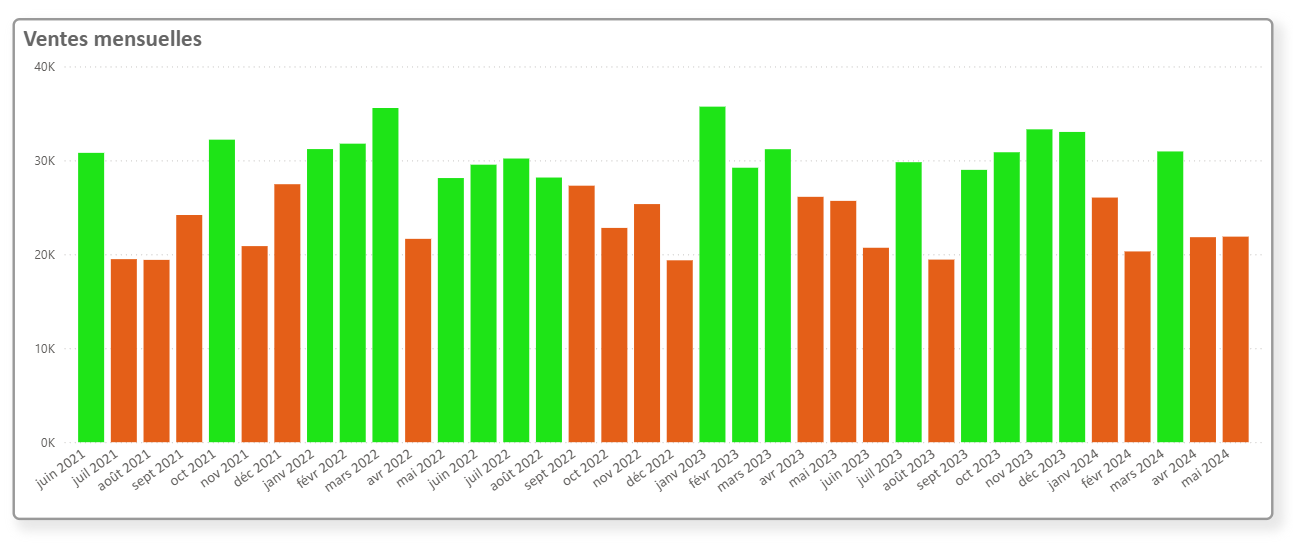 Ventes mensuelles
40K
30K
20K
10K
0K
juin 2021
juil 2021
août 2021
sept 2021
oct 2021
nov 2021
déc 2021
janv 2022
févr 2022
mars 2022
avr 2022
mai 2022
juin 2022
juil 2022
août 2022
sept 2022
oct 2022
nov 2022
déc 2022
janv 2023
févr 2023
mars 2023
avr 2023
mai 2023
juin 2023
juil 2023
août 2023
sept 2023
oct 2023
nov 2023
déc 2023
janv 2024
févr 2024
mars 2024
avr 2024
mai 2024